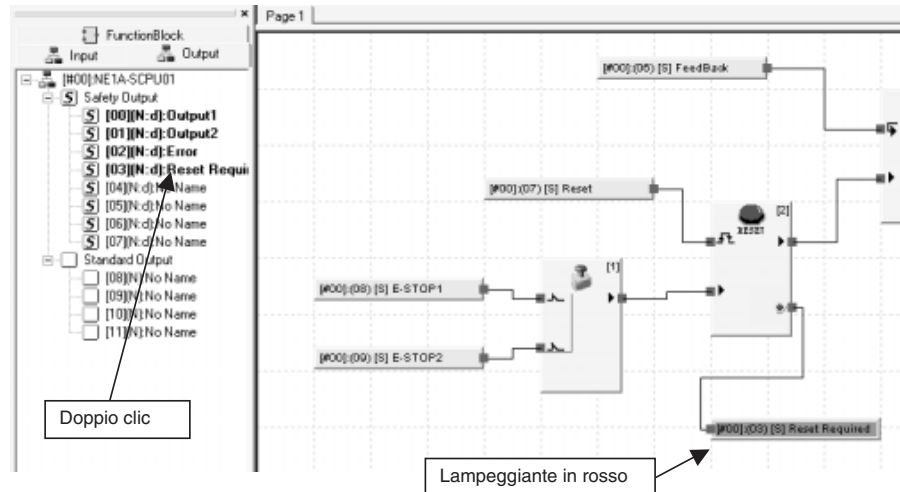 Page 1
FunctionBlock
Input
Output
[#00]:NE1A-SCPU01
Safety Output
[00](N:d):Output1
[01](N:d):Output2
[02](N:d):Error
[03](N:d):Reset Requi
[04](N:d):No Name
[05](N:d):No Name
[06](N:d):No Name
[07](N:d):No Name
Standard Output
[08](N):No Name
[09](N):No Name
[10](N):No Name
[11](N):No Name
Doppio clic
[#00]:(06) [S] FeedBack
[#00]:(07) [S] Reset
[2]
RESET
[1]
[#00]:(08) [S] E-STOP1
[#00]:(09) [S] E-STOP2
[#00]:(03) [S] Reset Required
Lampeggiante in rosso